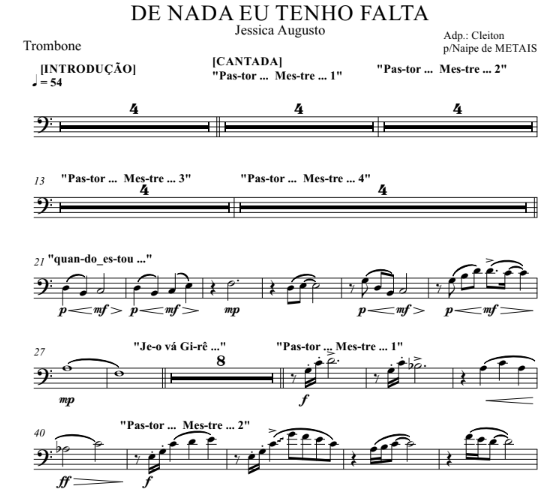 DE NADA EU TENHO FALTA
Jessica Augusto
Trombone
Adp.: Cleiton
p/Naipe de METAIS
[INTRODUÇÃO]
♩ = 54
[CANTADA]
"Pas-tor ... Mes-tre ... 1"
"Pas-tor ... Mes-tre ... 2"
4 4 4
13 "Pas-tor ... Mes-tre ... 3" "Pas-tor ... Mes-tre ... 4"
4 4
21 "quan-do_es-tou ..."
p mf p mf mp p mf p mf
27 "Je-o vá Gi-rê ..." "Pas-tor ... Mes-tre ... 1"
8
mp f
40 "Pas-tor ... Mes-tre ... 2"
ff f